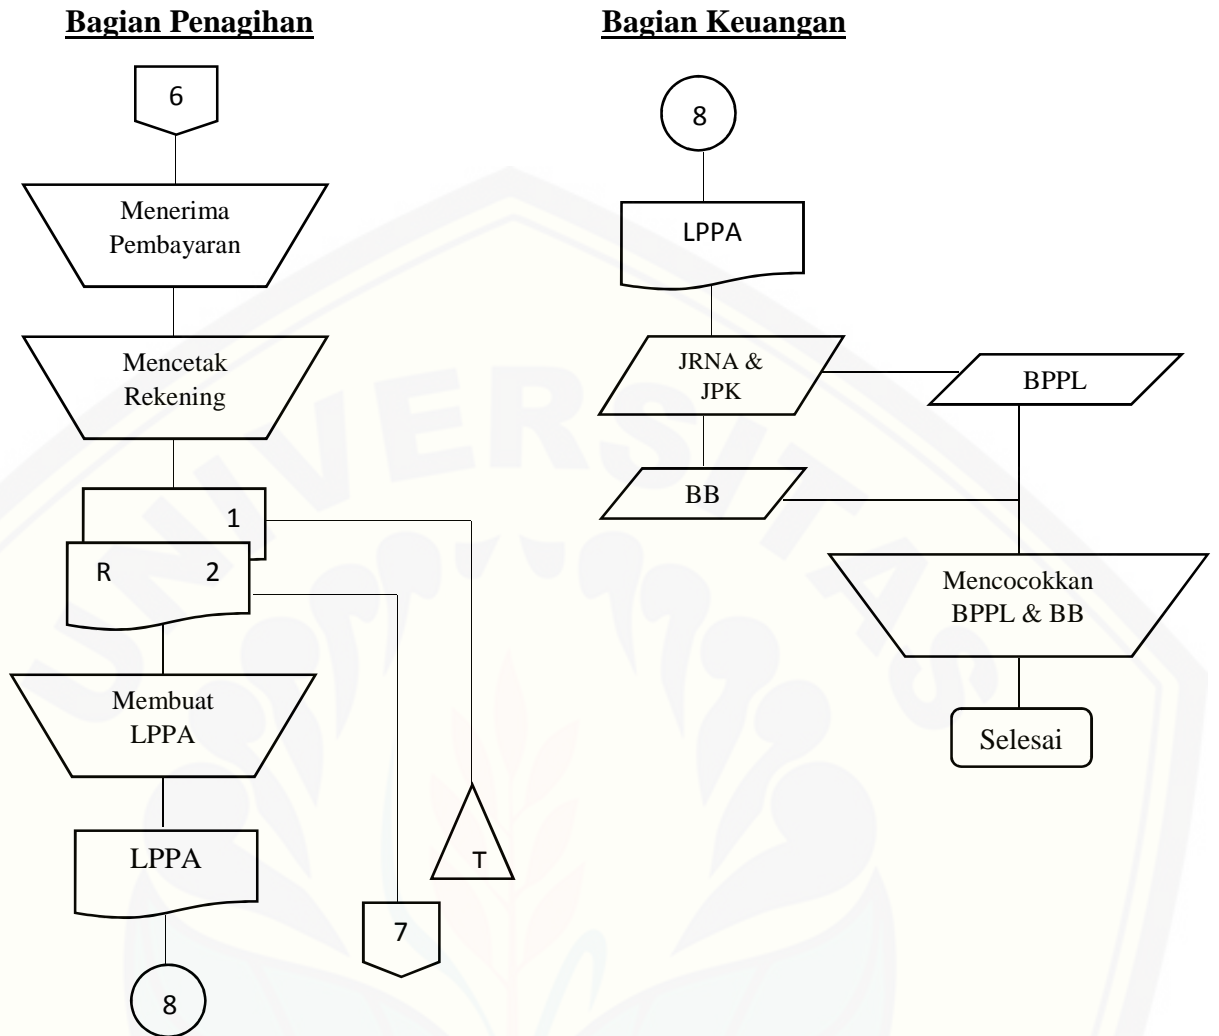 Bagian Penagihan
6
Menerima
Pembayaran
Mencetak
Rekening
1
R 2
Membuat
LPPA
LPPA
8
T
7
Bagian Keuangan
8
LPPA
JRNA &
JPK
BPPL
BB
Mencocokkan
BPPL & BB
Selesai
UNIVERSITAS